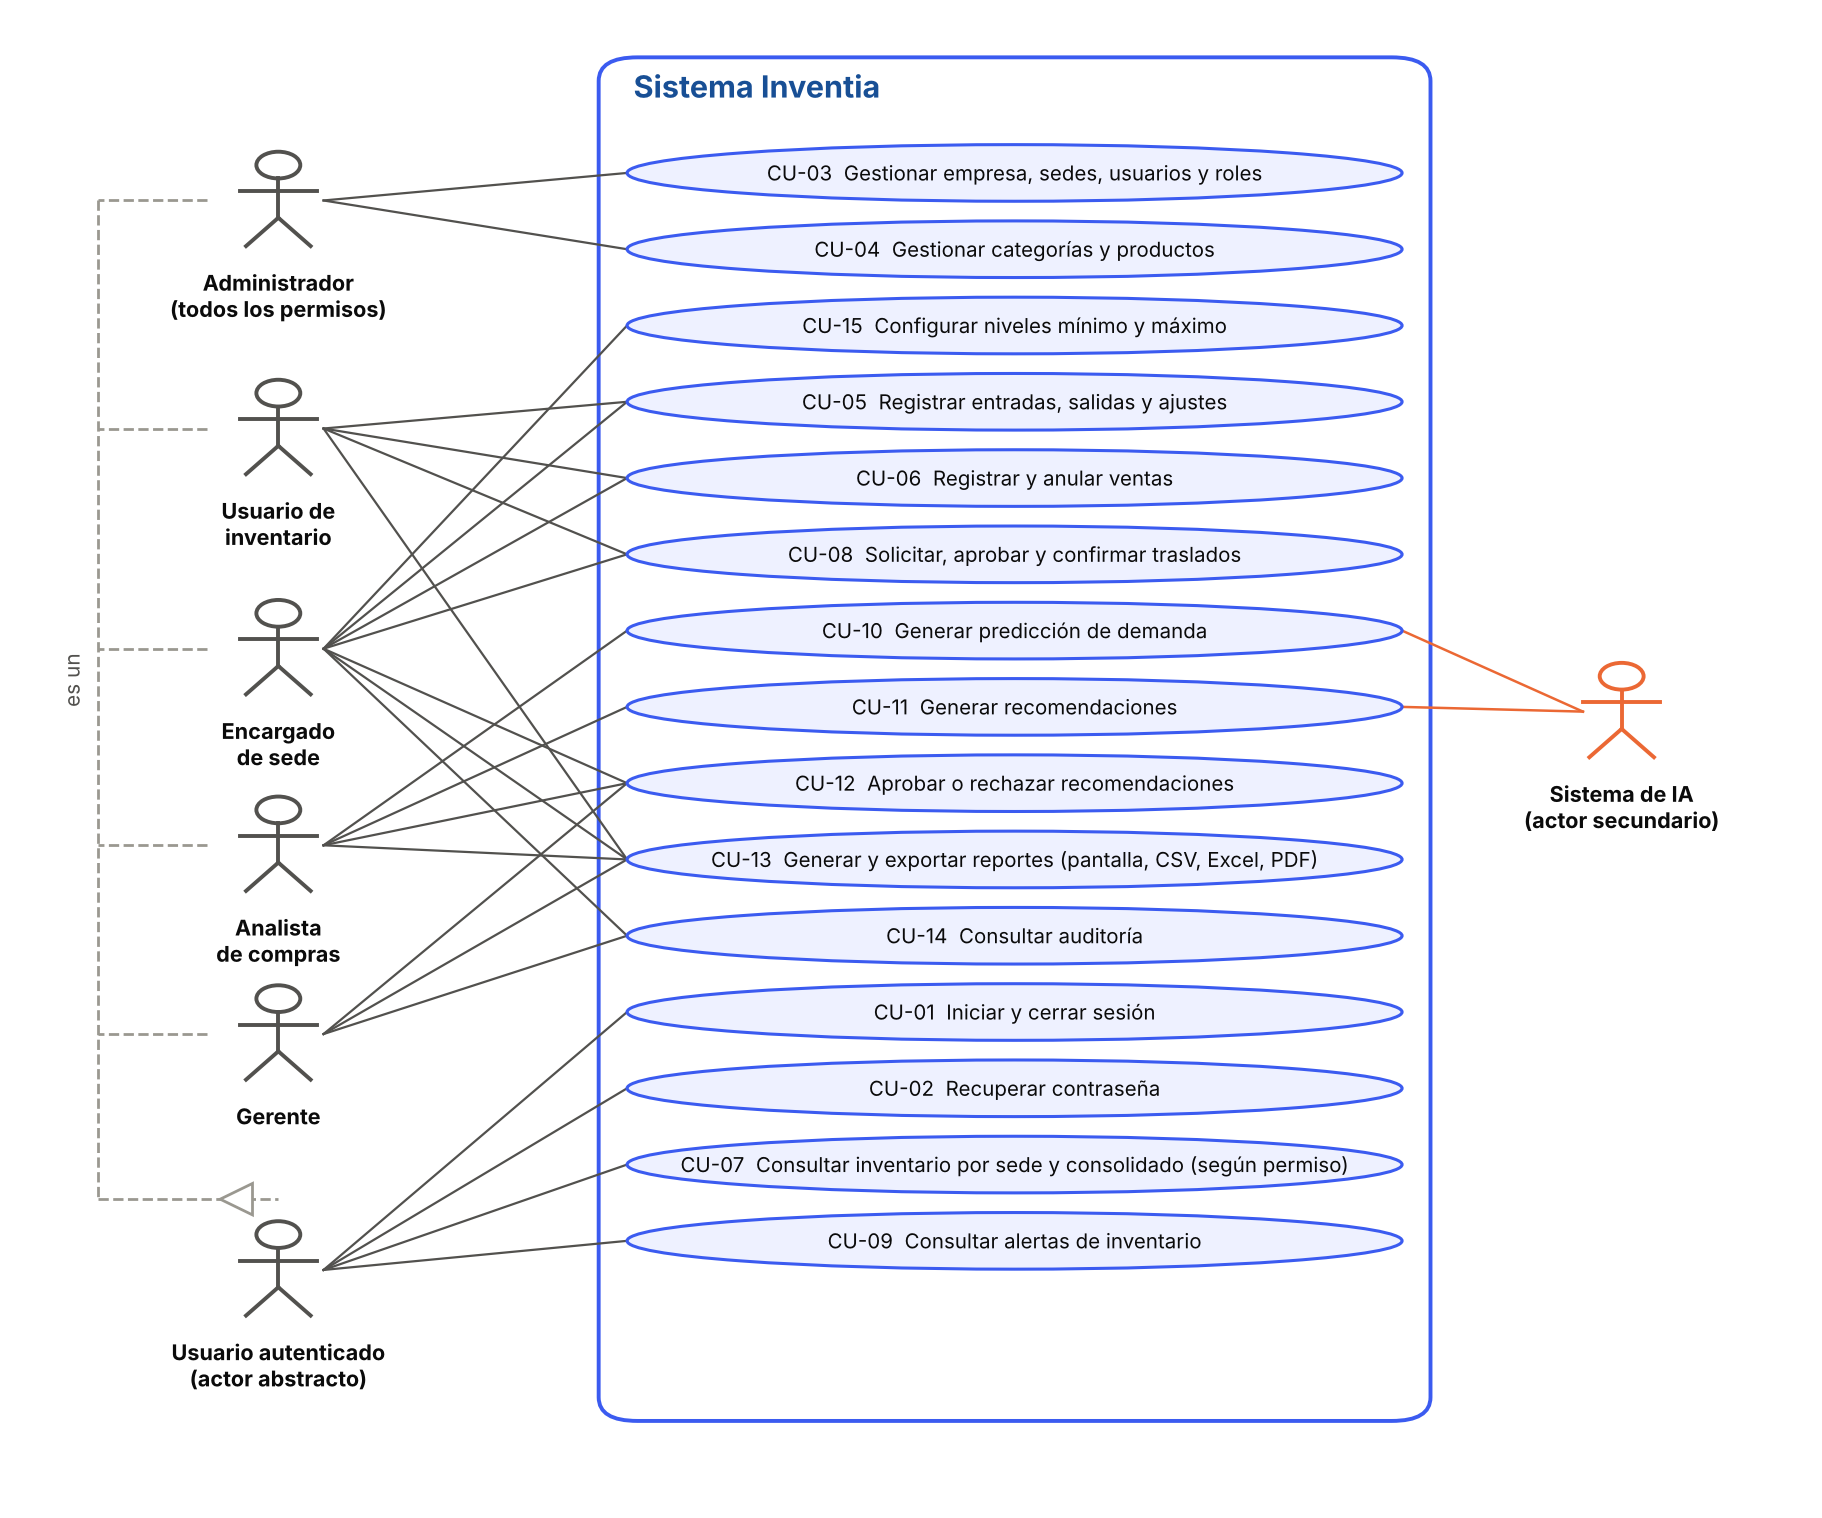 Sistema Inventia
CU-03 Gestionar empresa, sedes, usuarios y roles
CU-04 Gestionar categorías y productos
CU-15 Configurar niveles mínimo y máximo
CU-05 Registrar entradas, salidas y ajustes
CU-06 Registrar y anular ventas
CU-08 Solicitar, aprobar y confirmar traslados
CU-10 Generar predicción de demanda
CU-11 Generar recomendaciones
CU-12 Aprobar o rechazar recomendaciones
CU-13 Generar y exportar reportes (pantalla, CSV, Excel, PDF)
CU-14 Consultar auditoría
CU-01 Iniciar y cerrar sesión
CU-02 Recuperar contraseña
CU-07 Consultar inventario por sede y consolidado (según permiso)
CU-09 Consultar alertas de inventario
Administrador
(todos los permisos)
Usuario de
inventario
Encargado
de sede
Analista
de compras
Gerente
Usuario autenticado
(actor abstracto)
es un
Sistema de IA
(actor secundario)